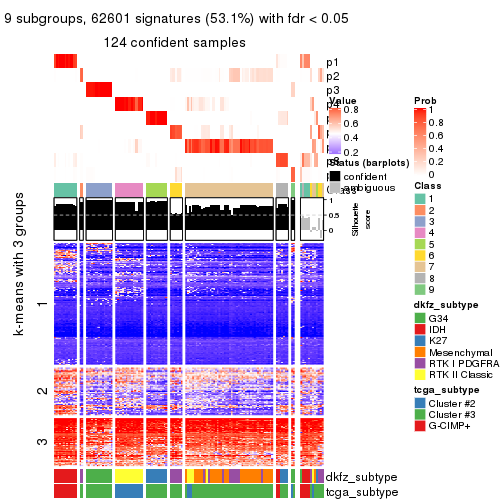 9 subgroups, 62601 signatures (53.1%) with fdr < 0.05
124 confident samples
p1
p2
p3
Value
0.8
0.6
0.4
0.2
Status (barplots)
confident
ambiguous
1
0.5
0
Silhouette
score
k-means with 3 groups
1
2
3
dkfz_subtype
tcga_subtype
Prob
1
0.8
0.6
0.4
0.2
0
Class
1
2
3
4
5
6
7
8
9
dkfz_subtype
G34
IDH
K27
Mesenchymal
RTK I PDGFRA
RTK II Classic
tcga_subtype
Cluster #2
Cluster #3
G-CIMP+